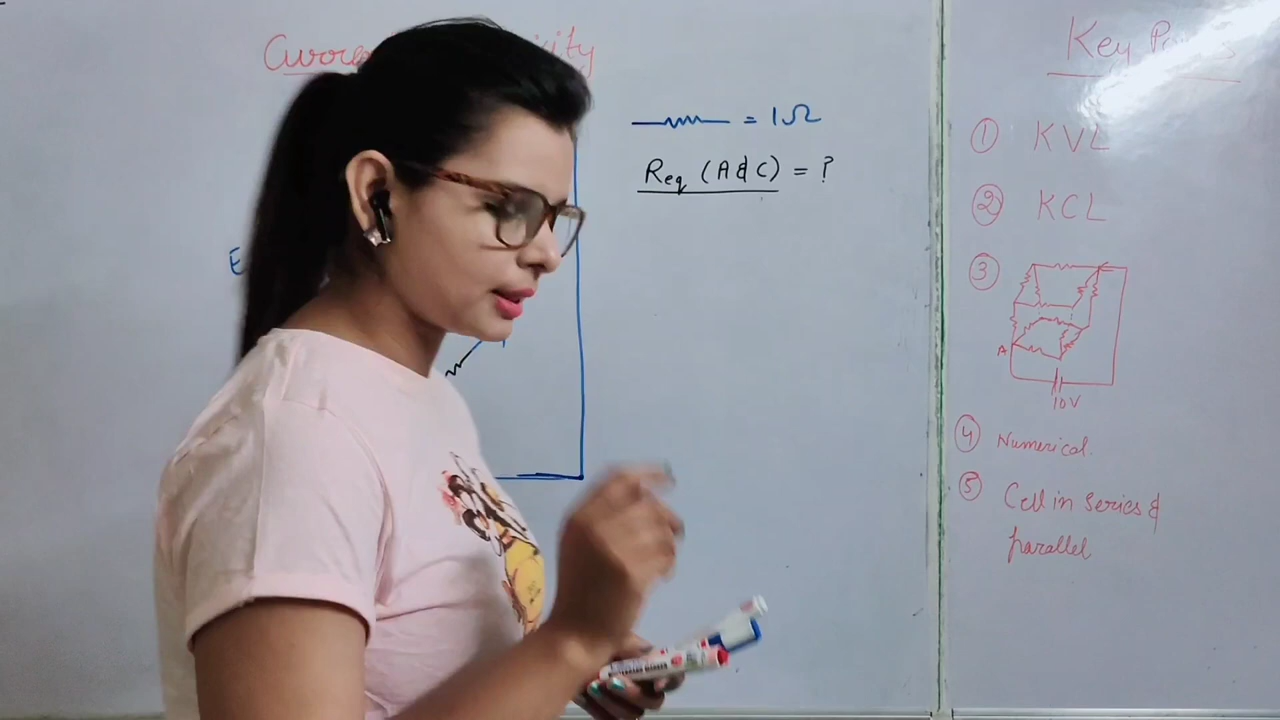 E
= 1Ω
Req (A & C) = ?
Key
① KVL
② KCL
③
A
10V
④ Numerical.
⑤ Cell in series &
parallel